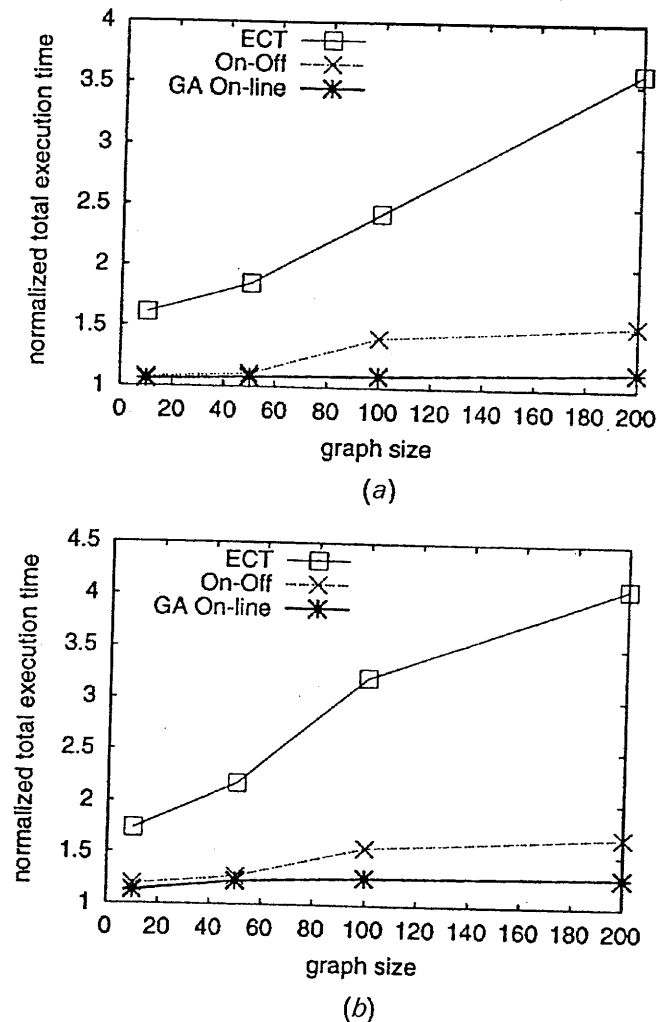 4
3.5
3
2.5
2
1.5
1
normalized total execution time
ECT
On-Off
GA On-line
0 20 40 60 80 100 120 140 160 180 200
graph size
(a)
4.5
4
3.5
3
2.5
2
1.5
1
normalized total execution time
ECT
On-Off
GA On-line
0 20 40 60 80 100 120 140 160 180 200
graph size
(b)